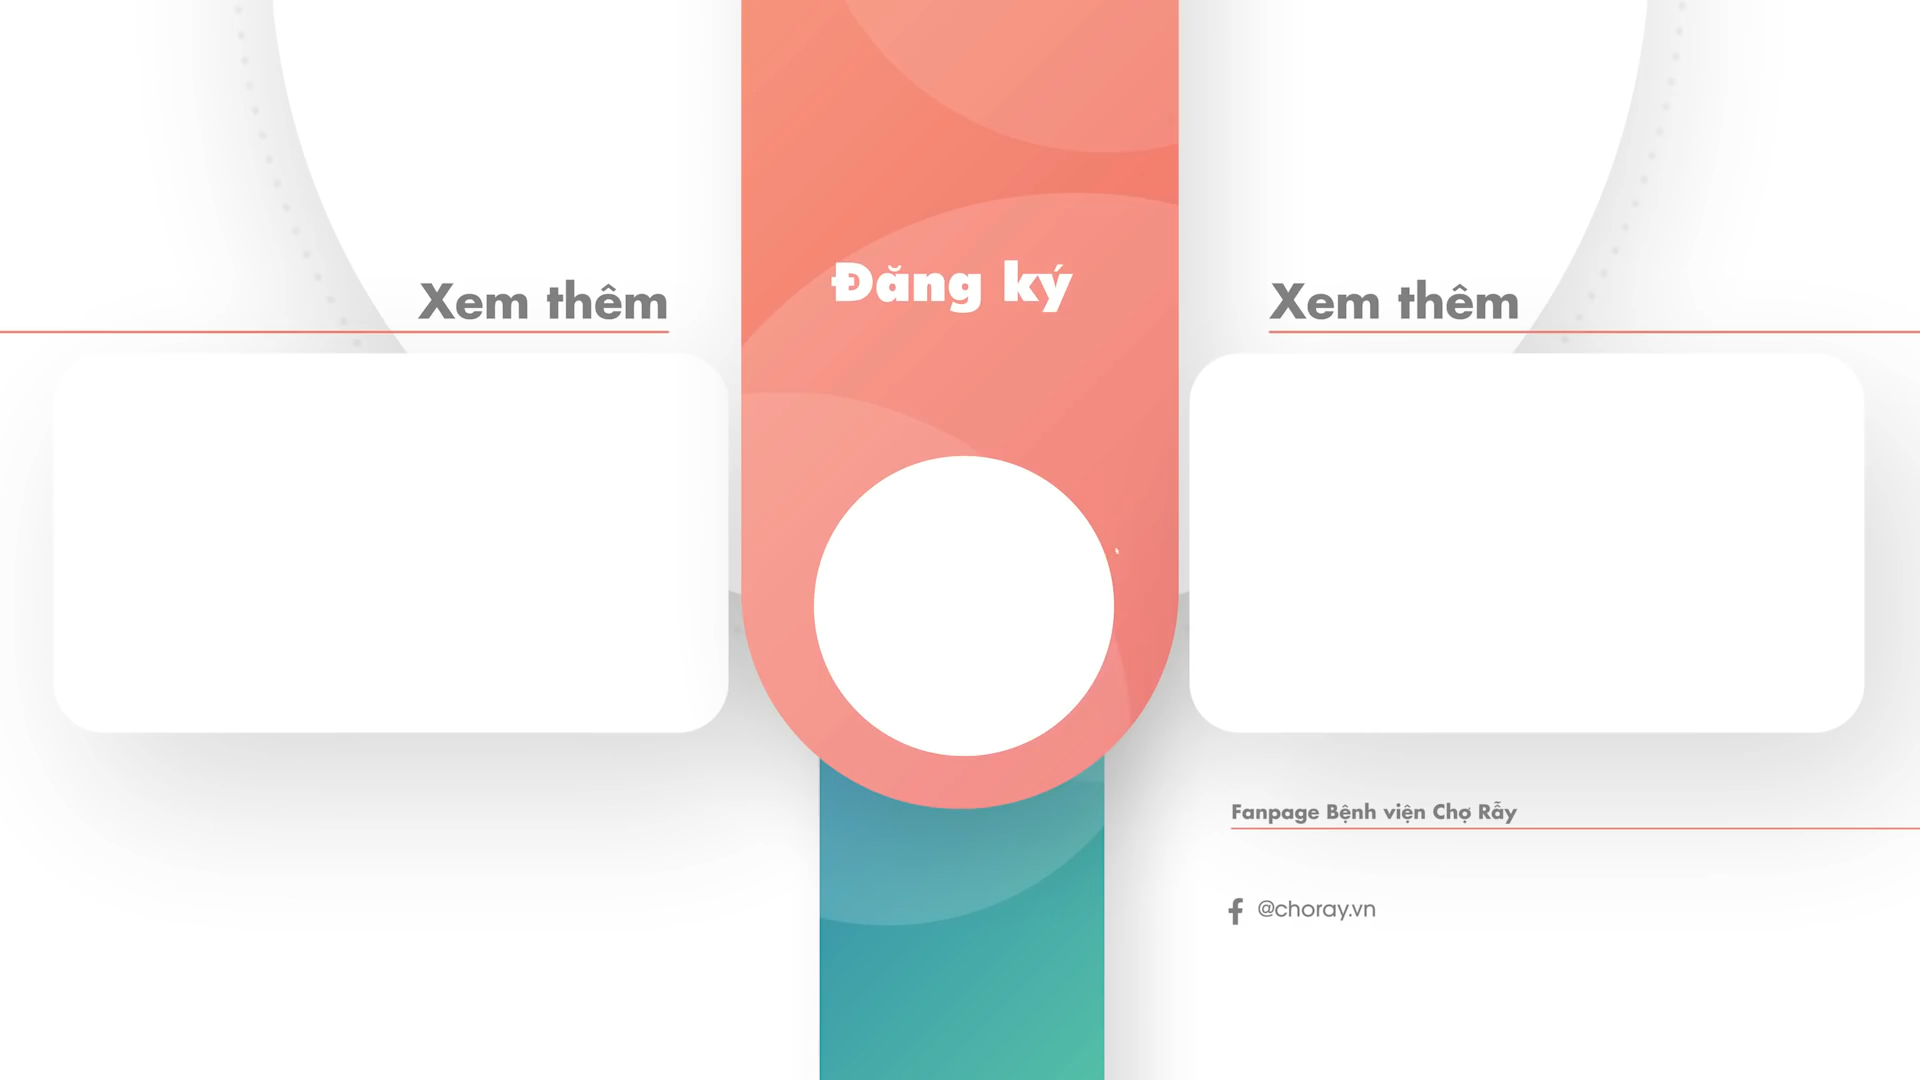 Xem thêm
Đăng ký
Xem thêm
Fanpage Bệnh viện Chợ Rẫy
@choray.vn